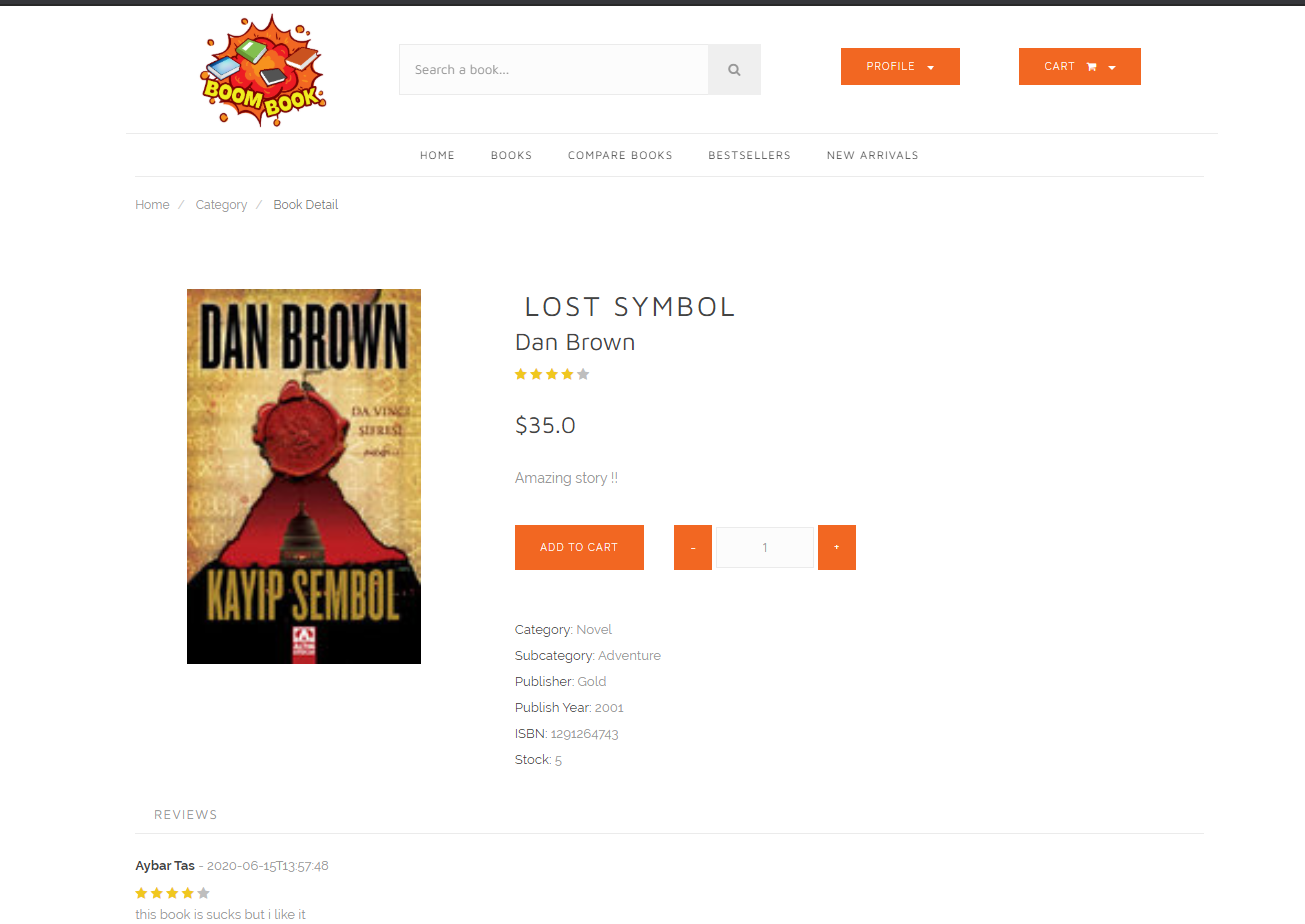 BOOM BOOK
Search a book...
PROFILE
CART
HOME BOOKS COMPARE BOOKS BESTSELLERS NEW ARRIVALS
Home / Category / Book Detail
DAN BROWN
DA VINCI
ŞİFRESİ
KAYIP SEMBOL
ALTIN
LOST SYMBOL
Dan Brown
$35.0
Amazing story !!
ADD TO CART - 1 +
Category: Novel
Subcategory: Adventure
Publisher: Gold
Publish Year: 2001
ISBN: 1291264743
Stock: 5
REVIEWS
Aybar Tas - 2020-06-15T13:57:48
this book is sucks but i like it